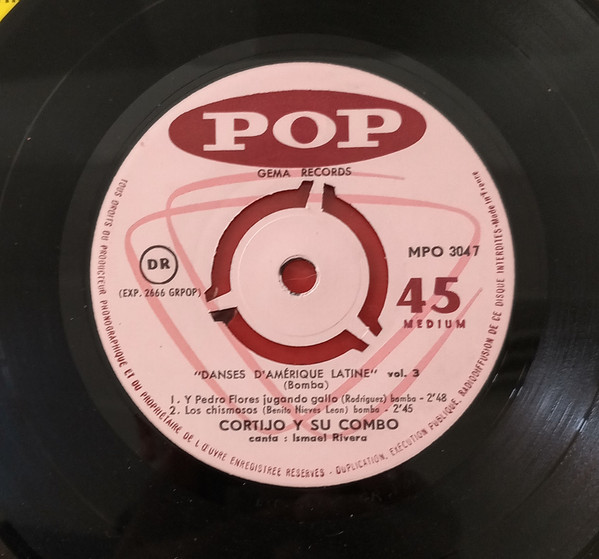 POP
GEMA RECORDS
DR
(EXP. 2666 GRPOP)
MPO 3047
45
MEDIUM
"DANSES D'AMÉRIQUE LATINE" vol. 3
(Bomba)
1. Y Pedro Flores jugando gallo (Rodriguez) bomba - 2'48
2. Los chismosos (Benito Nieves Leon) bomba - 2'45
CORTIJO Y SU COMBO
canta : Ismael Rivera
TOUS DROITS DU PRODUCTEUR PHONOGRAPHIQUE ET DU PROPRIÉTAIRE DE L'ŒUVRE ENREGISTRÉE RÉSERVÉS - DUPLICATION, EXÉCUTION PUBLIQUE, RADIODIFFUSION DE CE DISQUE INTERDITES - Made in France